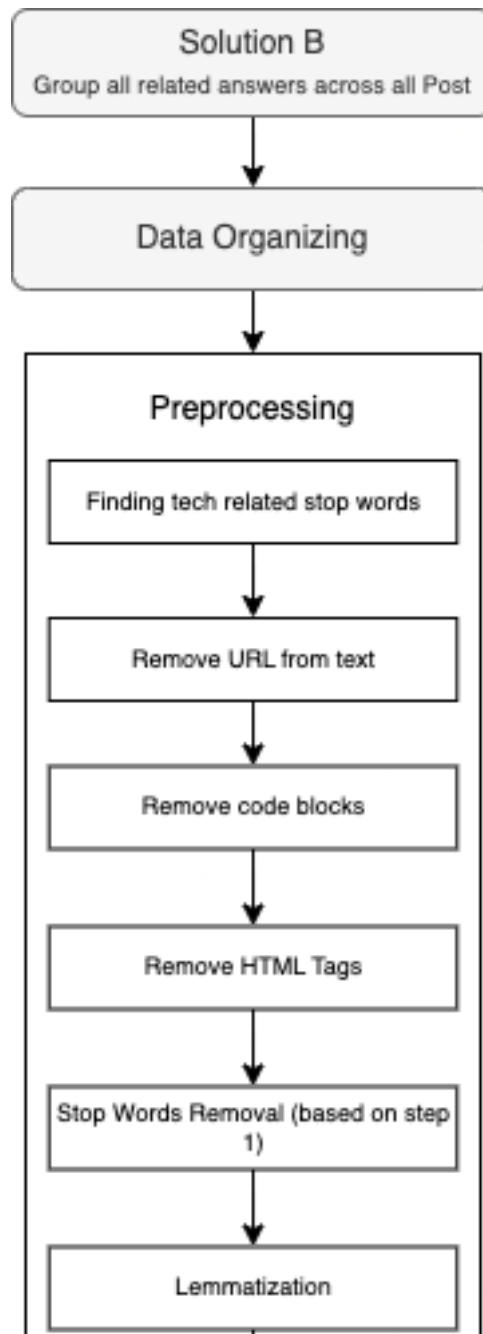 Solution B
Group all related answers across all Post
Data Organizing
Preprocessing
Finding tech related stop words
Remove URL from text
Remove code blocks
Remove HTML Tags
Stop Words Removal (based on step
1)
Lemmatization